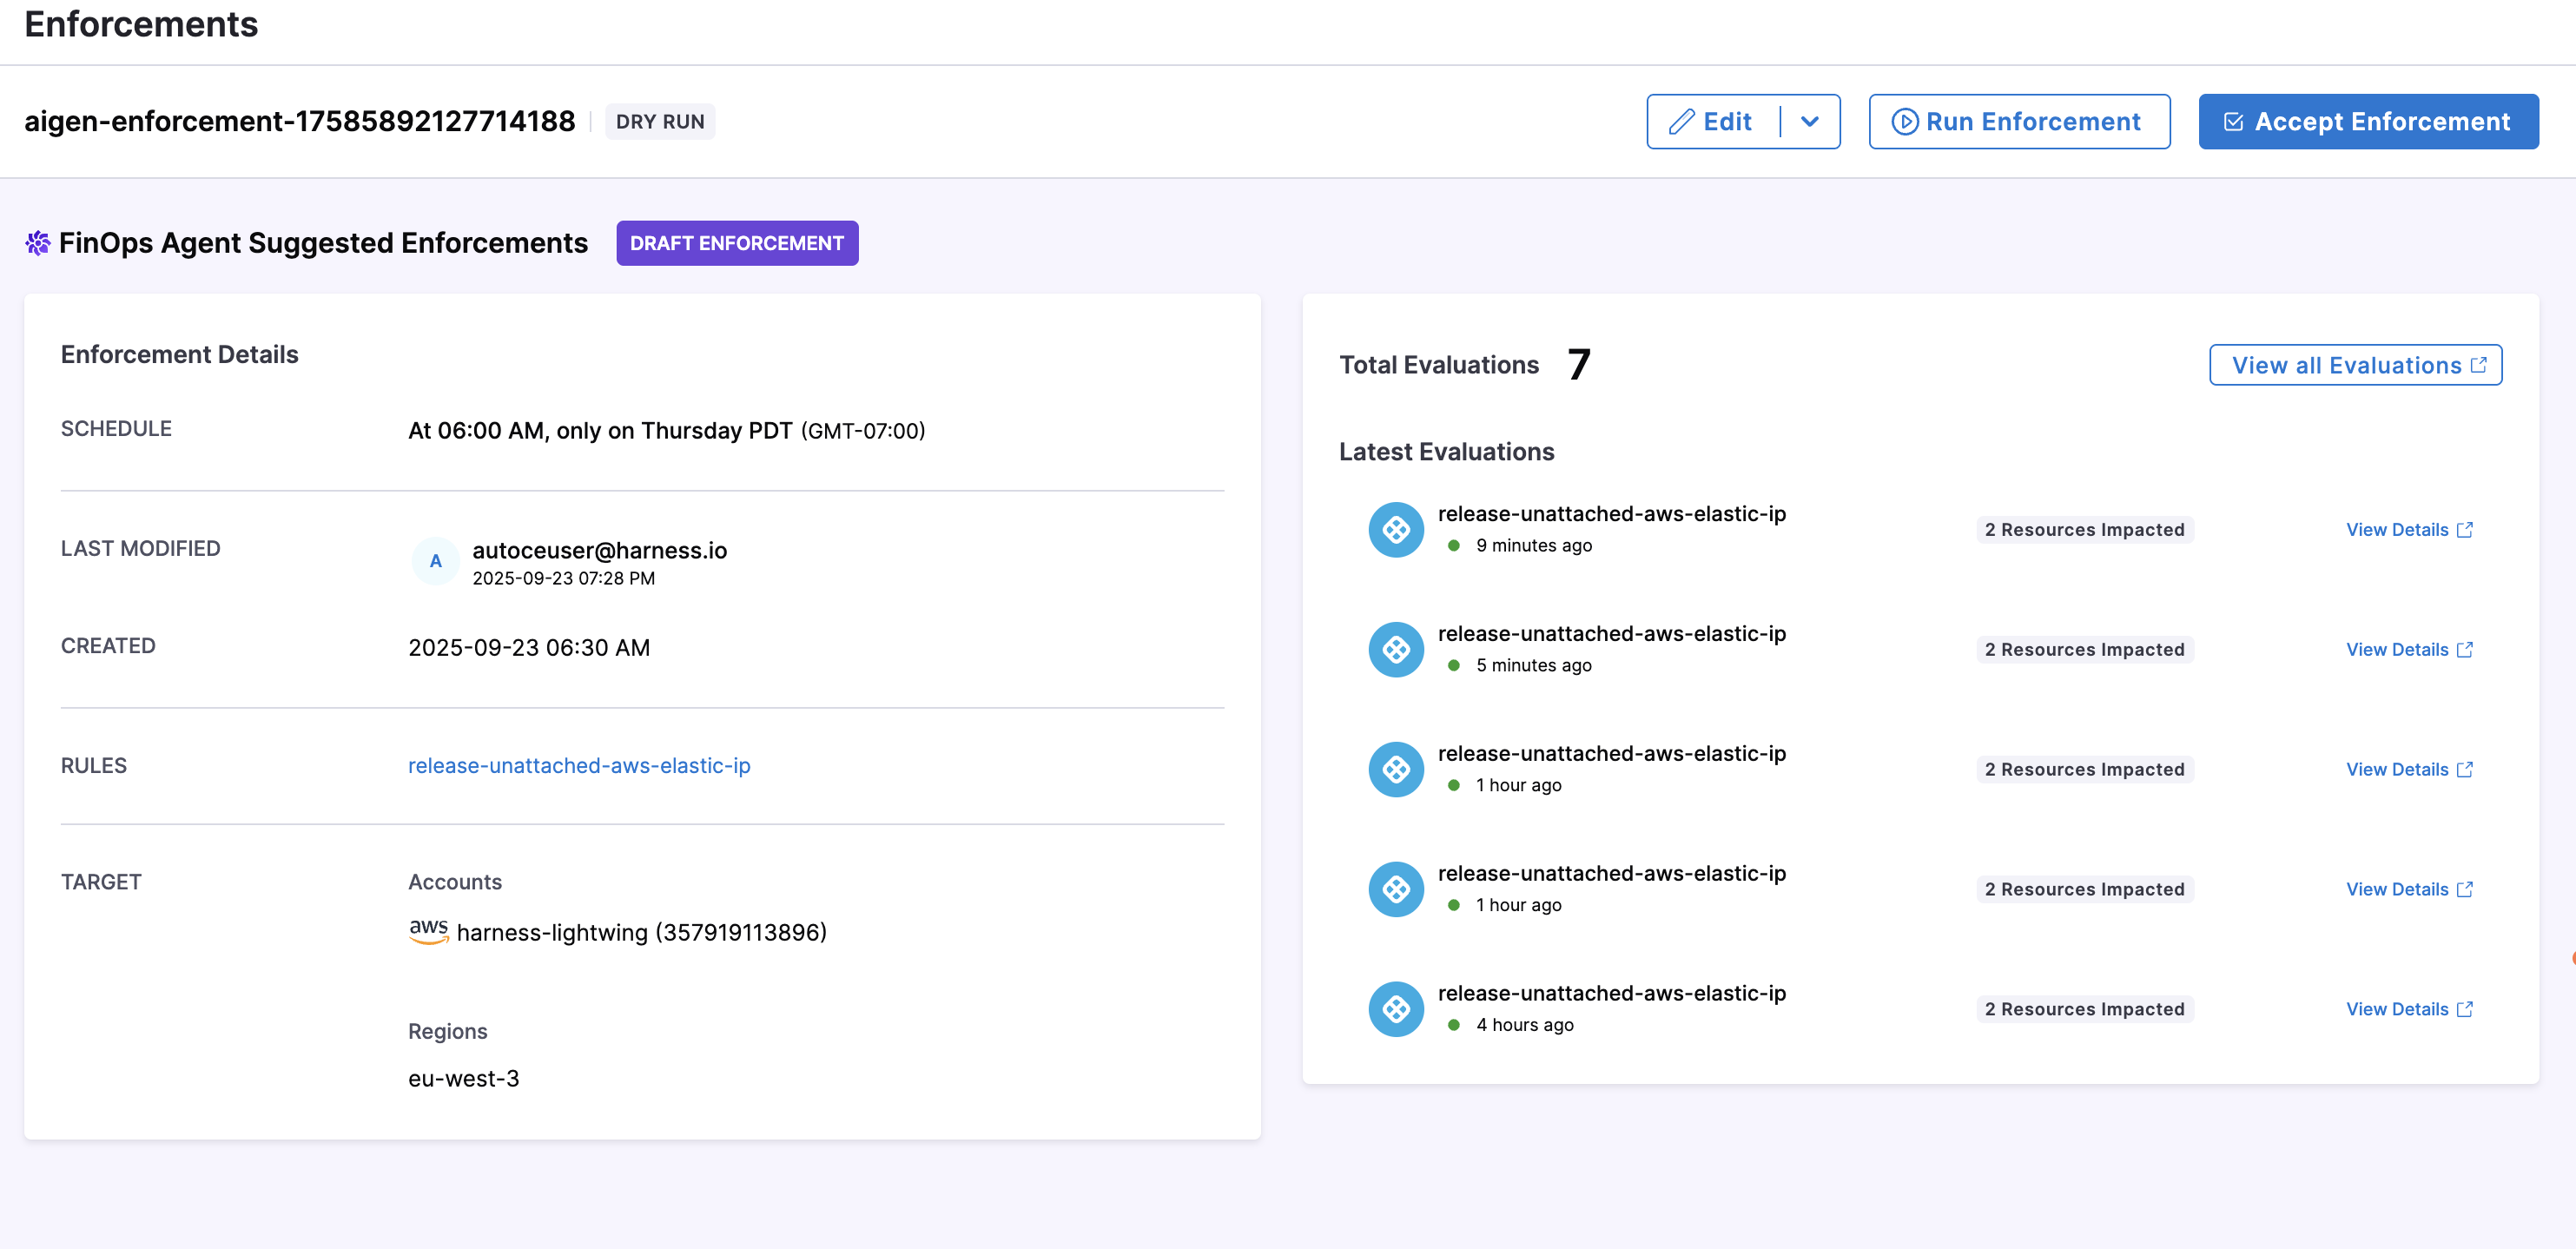 Enforcements
aigen-enforcement-17585892127714188
DRY RUN
Edit
Run Enforcement
Accept Enforcement
FinOps Agent Suggested Enforcements
DRAFT ENFORCEMENT
Enforcement Details
SCHEDULE
At 06:00 AM, only on Thursday PDT (GMT-07:00)
LAST MODIFIED
A
autoceuser@harness.io
2025-09-23 07:28 PM
CREATED
2025-09-23 06:30 AM
RULES
release-unattached-aws-elastic-ip
TARGET
Accounts
aws harness-lightwing (357919113896)
Regions
eu-west-3
Total Evaluations 7
View all Evaluations
Latest Evaluations
release-unattached-aws-elastic-ip
9 minutes ago
2 Resources Impacted
View Details
release-unattached-aws-elastic-ip
5 minutes ago
2 Resources Impacted
View Details
release-unattached-aws-elastic-ip
1 hour ago
2 Resources Impacted
View Details
release-unattached-aws-elastic-ip
1 hour ago
2 Resources Impacted
View Details
release-unattached-aws-elastic-ip
4 hours ago
2 Resources Impacted
View Details